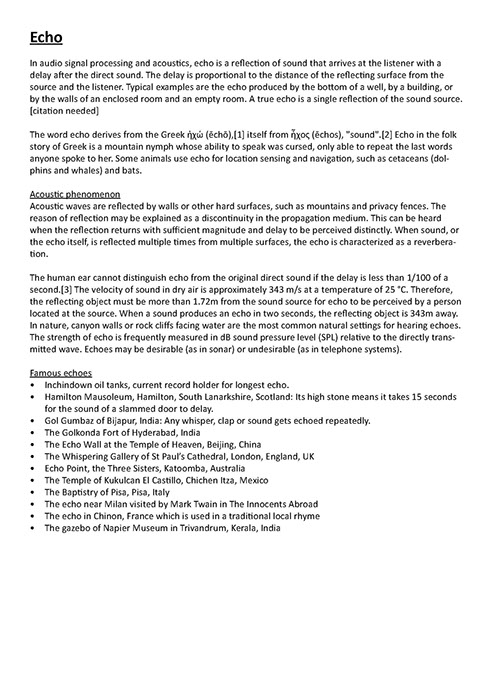 Echo
In audio signal processing and acoustics, echo is a reflection of sound that arrives at the listener with a
delay after the direct sound. The delay is proportional to the distance of the reflecting surface from the
source and the listener. Typical examples are the echo produced by the bottom of a well, by a building, or
by the walls of an enclosed room and an empty room. A true echo is a single reflection of the sound source.
[citation needed]
The word echo derives from the Greek ἠχώ (ēchō),[1] itself from ἦχος (ēchos), "sound".[2] Echo in the folk
story of Greek is a mountain nymph whose ability to speak was cursed, only able to repeat the last words
anyone spoke to her. Some animals use echo for location sensing and navigation, such as cetaceans (dol-
phins and whales) and bats.
Acoustic phenomenon
Acoustic waves are reflected by walls or other hard surfaces, such as mountains and privacy fences. The
reason of reflection may be explained as a discontinuity in the propagation medium. This can be heard
when the reflection returns with sufficient magnitude and delay to be perceived distinctly. When sound, or
the echo itself, is reflected multiple times from multiple surfaces, the echo is characterized as a reverbera-
tion.
The human ear cannot distinguish echo from the original direct sound if the delay is less than 1/100 of a
second.[3] The velocity of sound in dry air is approximately 343 m/s at a temperature of 25 °C. Therefore,
the reflecting object must be more than 1.72m from the sound source for echo to be perceived by a person
located at the source. When a sound produces an echo in two seconds, the reflecting object is 343m away.
In nature, canyon walls or rock cliffs facing water are the most common natural settings for hearing echoes.
The strength of echo is frequently measured in dB sound pressure level (SPL) relative to the directly trans-
mitted wave. Echoes may be desirable (as in sonar) or undesirable (as in telephone systems).
Famous echoes
• Inchindown oil tanks, current record holder for longest echo.
• Hamilton Mausoleum, Hamilton, South Lanarkshire, Scotland: Its high stone means it takes 15 seconds
for the sound of a slammed door to delay.
• Gol Gumbaz of Bijapur, India: Any whisper, clap or sound gets echoed repeatedly.
• The Golkonda Fort of Hyderabad, India
• The Echo Wall at the Temple of Heaven, Beijing, China
• The Whispering Gallery of St Paul's Cathedral, London, England, UK
• Echo Point, the Three Sisters, Katoomba, Australia
• The Temple of Kukulcan El Castillo, Chichen Itza, Mexico
• The Baptistry of Pisa, Pisa, Italy
• The echo near Milan visited by Mark Twain in The Innocents Abroad
• The echo in Chinon, France which is used in a traditional local rhyme
• The gazebo of Napier Museum in Trivandrum, Kerala, India